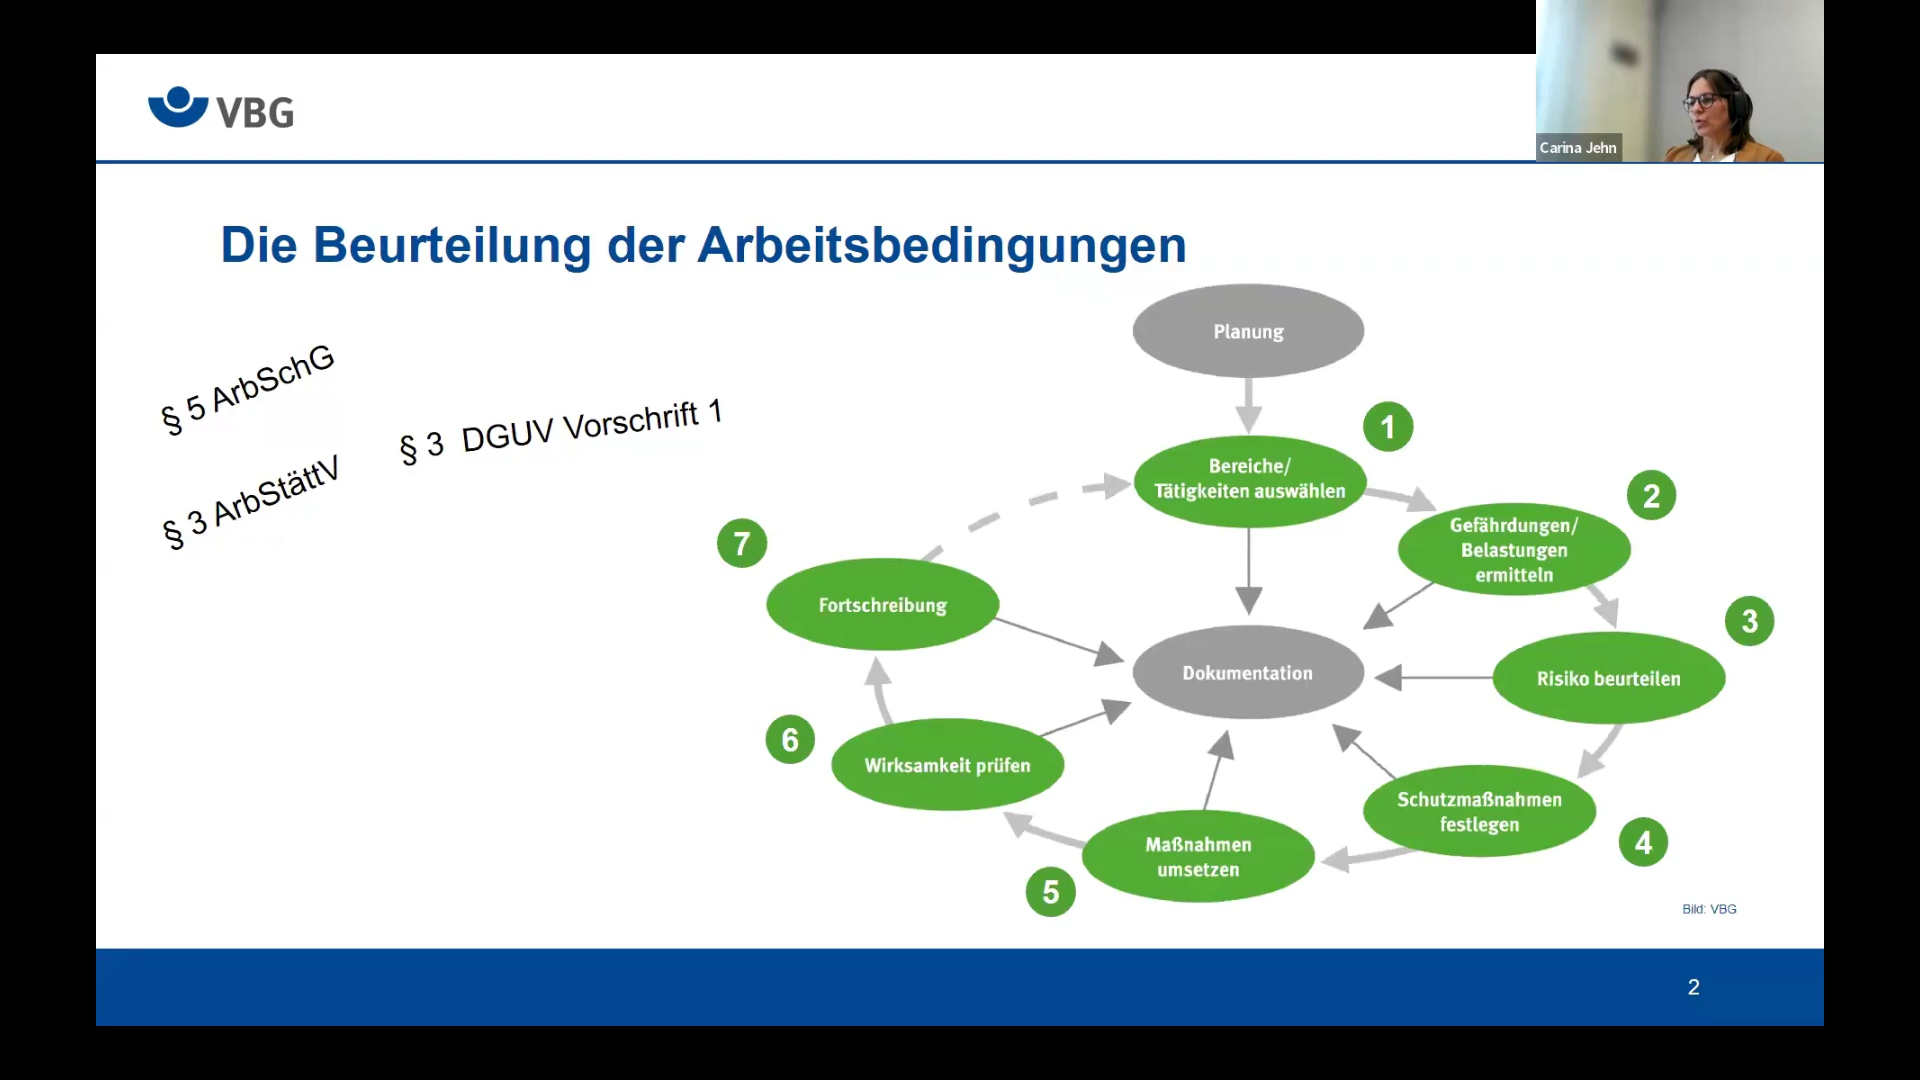 VBG
Carina Jehn
Die Beurteilung der Arbeitsbedingungen
§ 5 ArbSchG
§ 3 DGUV Vorschrift 1
§ 3 ArbStättV
Planung
1
Bereiche/
Tätigkeiten auswählen
2
Gefährdungen/
Belastungen
ermitteln
3
Risiko beurteilen
4
Schutzmaßnahmen
festlegen
5
Maßnahmen
umsetzen
6
Wirksamkeit prüfen
7
Fortschreibung
Dokumentation
Bild: VBG
2